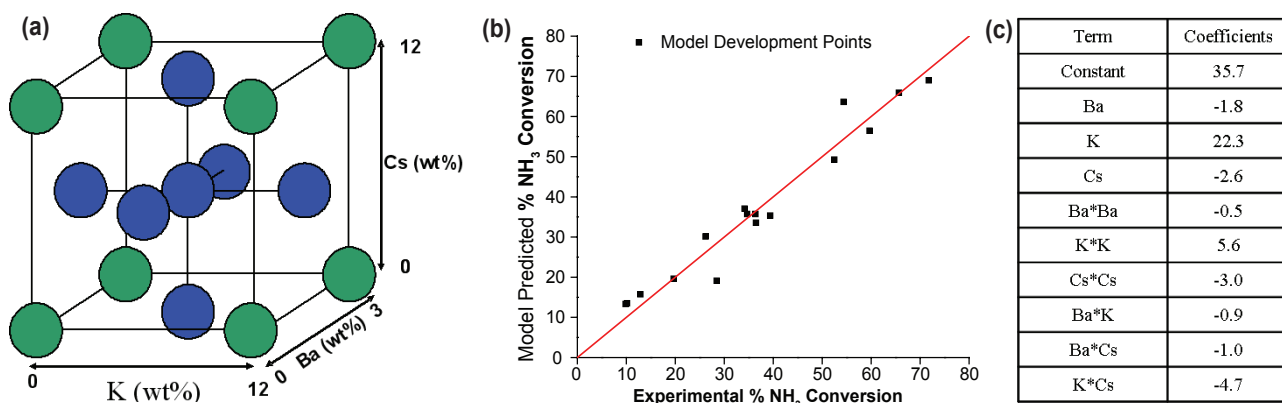 (a)
12
Cs (wt%)
0
3
Ba (wt%)
0
0
12
K (wt%)
(b)
Model Development Points
Model Predicted % NH3 Conversion
80
70
60
50
40
30
20
10
0
0 10 20 30 40 50 60 70 80
Experimental % NH3 Conversion
(c)
Term Coefficients
Constant 35.7
Ba -1.8
K 22.3
Cs -2.6
Ba*Ba -0.5
K*K 5.6
Cs*Cs -3.0
Ba*K -0.9
Ba*Cs -1.0
K*Cs -4.7